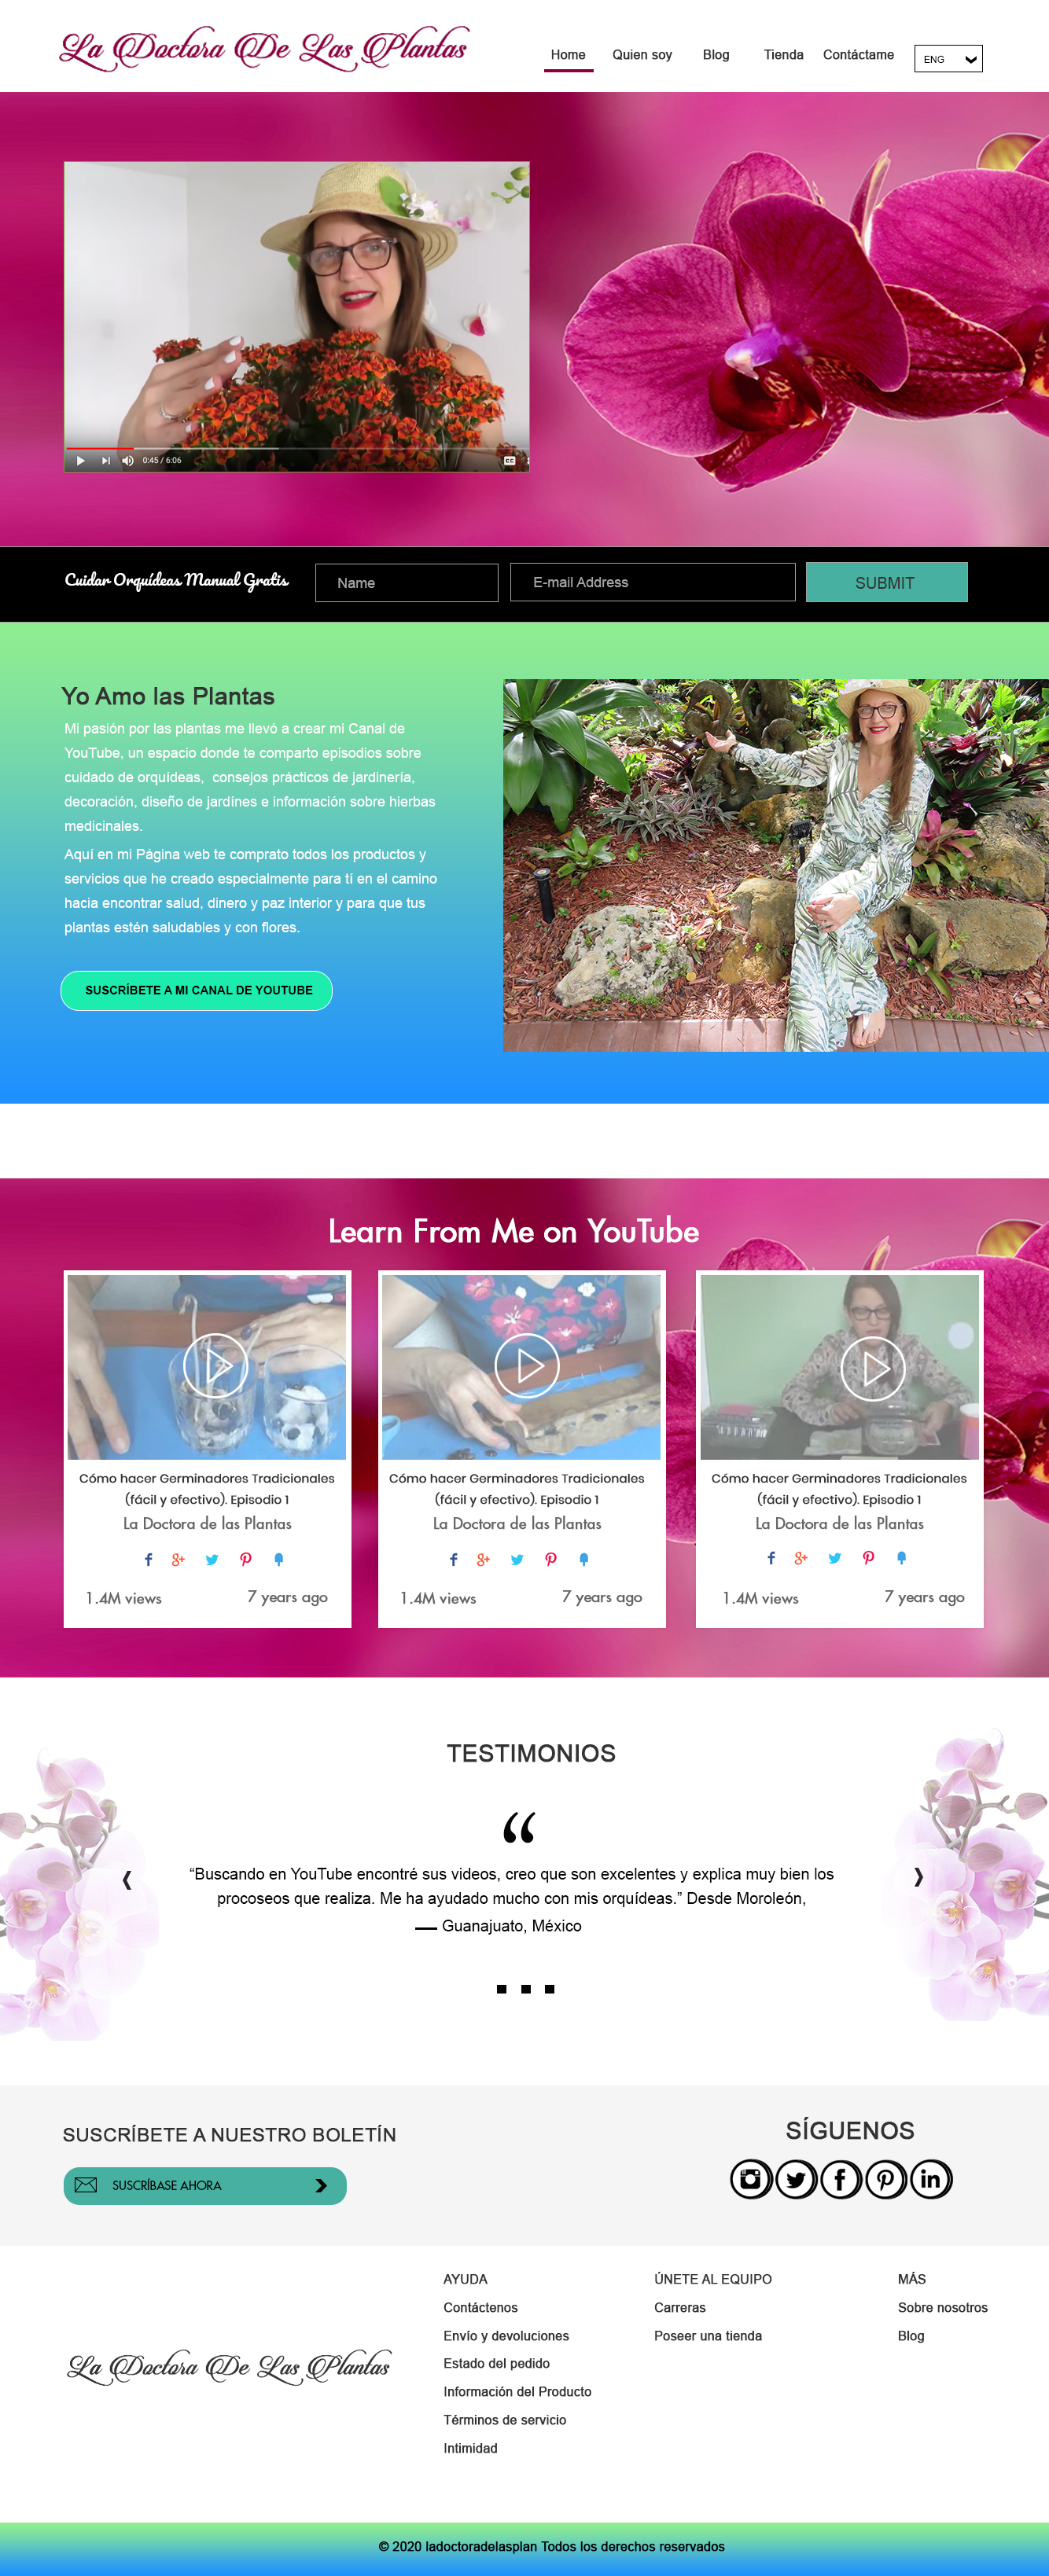 La Doctora De Las Plantas
Home Quien soy Blog Tienda Contáctame ENG
0:45 / 6:06 CC
Cuidar Orquídeas Manual Gratis Name E-mail Address SUBMIT
Yo Amo las Plantas
Mi pasión por las plantas me llevó a crear mi Canal de
YouTube, un espacio donde te comparto episodios sobre
cuidado de orquídeas, consejos prácticos de jardinería,
decoración, diseño de jardínes e información sobre hierbas
medicinales.
Aquí en mi Página web te comprato todos los productos y
servicios que he creado especialmente para tí en el camino
hacia encontrar salud, dinero y paz interior y para que tus
plantas estén saludables y con flores.
SUSCRÍBETE A MI CANAL DE YOUTUBE
Learn From Me on YouTube
Cómo hacer Germinadores Tradicionales
(fácil y efectivo). Episodio 1
La Doctora de las Plantas
1.4M views 7 years ago
Cómo hacer Germinadores Tradicionales
(fácil y efectivo). Episodio 1
La Doctora de las Plantas
1.4M views 7 years ago
Cómo hacer Germinadores Tradicionales
(fácil y efectivo). Episodio 1
La Doctora de las Plantas
1.4M views 7 years ago
TESTIMONIOS
“
“Buscando en YouTube encontré sus videos, creo que son excelentes y explica muy bien los
procoseos que realiza. Me ha ayudado mucho con mis orquídeas.” Desde Moroleón,
— Guanajuato, México
SUSCRÍBETE A NUESTRO BOLETÍN
SUSCRÍBASE AHORA
SÍGUENOS
La Doctora De Las Plantas
AYUDA
Contáctenos
Envío y devoluciones
Estado del pedido
Información del Producto
Términos de servicio
Intimidad
ÚNETE AL EQUIPO
Carreras
Poseer una tienda
MÁS
Sobre nosotros
Blog
© 2020 ladoctoradelasplan Todos los derechos reservados